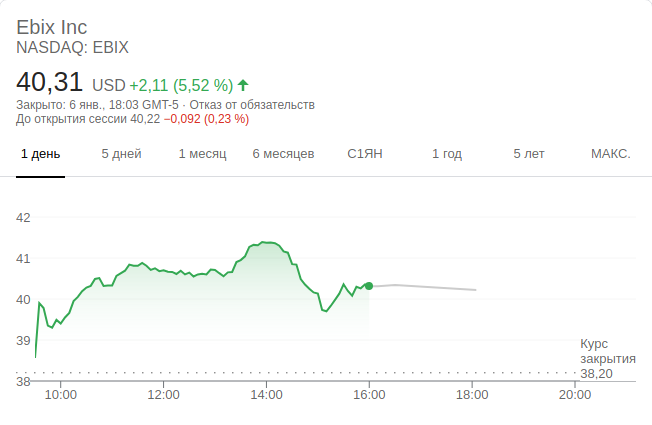 Ebix Inc
NASDAQ: EBIX
40,31 USD +2,11 (5,52 %)
Закрыто: 6 янв., 18:03 GMT-5 · Отказ от обязательств
До открытия сессии 40,22 −0,092 (0,23 %)
1 день 5 дней 1 месяц 6 месяцев С1ЯН 1 год 5 лет МАКС.
42
41
40
39
38
Курс
закрытия
38,20
10:00 12:00 14:00 16:00 18:00 20:00